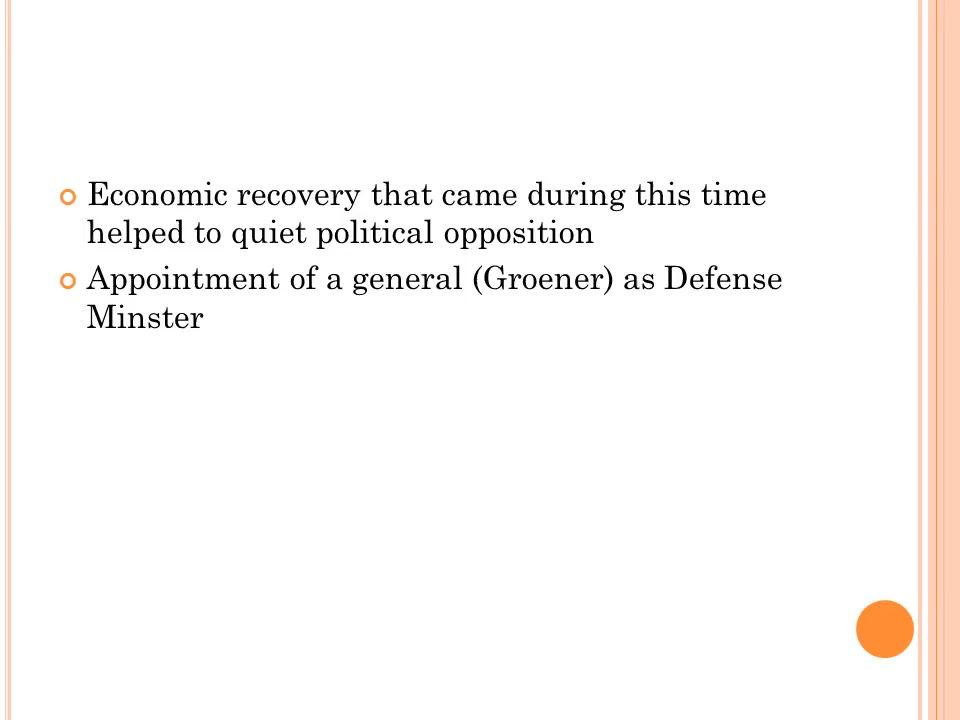 Economic recovery that came during this time
helped to quiet political opposition
Appointment of a general (Groener) as Defense
Minster